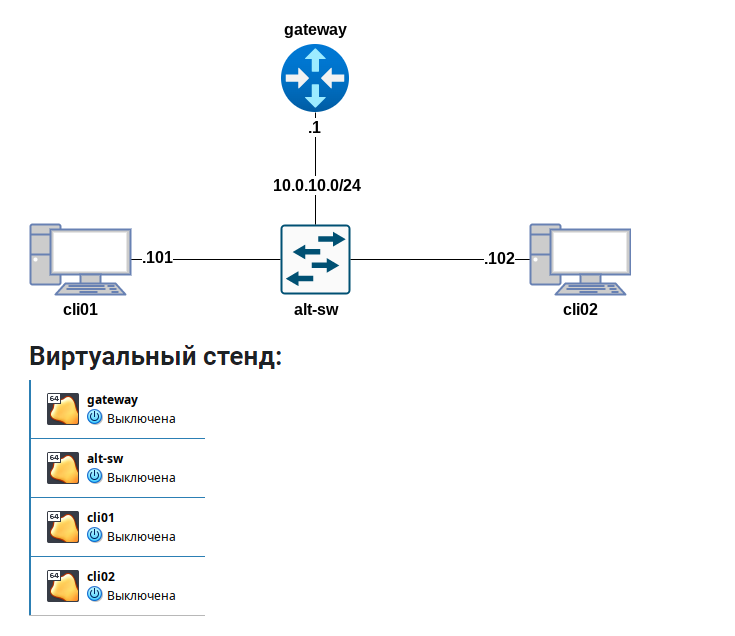 gateway
.1
10.0.10.0/24
.101
.102
cli01
alt-sw
cli02
Виртуальный стенд:
64
gateway
Выключена
64
alt-sw
Выключена
64
cli01
Выключена
64
cli02
Выключена